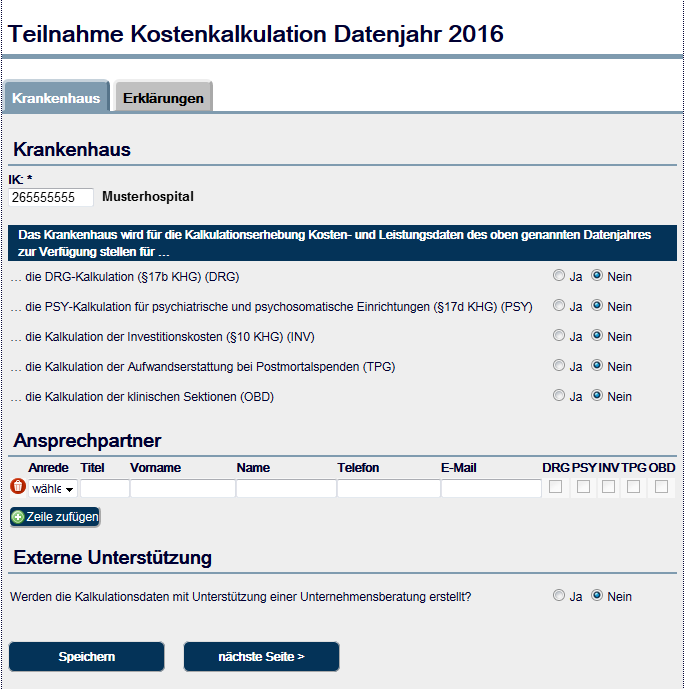 Teilnahme Kostenkalkulation Datenjahr 2016
Krankenhaus Erklärungen
Krankenhaus
IK: *
265555555 Musterhospital
Das Krankenhaus wird für die Kalkulationserhebung Kosten- und Leistungsdaten des oben genannten Datenjahres
zur Verfügung stellen für ...
... die DRG-Kalkulation (§17b KHG) (DRG) Ja Nein
... die PSY-Kalkulation für psychiatrische und psychosomatische Einrichtungen (§17d KHG) (PSY) Ja Nein
... die Kalkulation der Investitionskosten (§10 KHG) (INV) Ja Nein
... die Kalkulation der Aufwandserstattung bei Postmortalspenden (TPG) Ja Nein
... die Kalkulation der klinischen Sektionen (OBD) Ja Nein
Ansprechpartner
Anrede Titel Vorname Name Telefon E-Mail DRG PSY INV TPG OBD
wähle
Zeile zufügen
Externe Unterstützung
Werden die Kalkulationsdaten mit Unterstützung einer Unternehmensberatung erstellt? Ja Nein
Speichern nächste Seite >